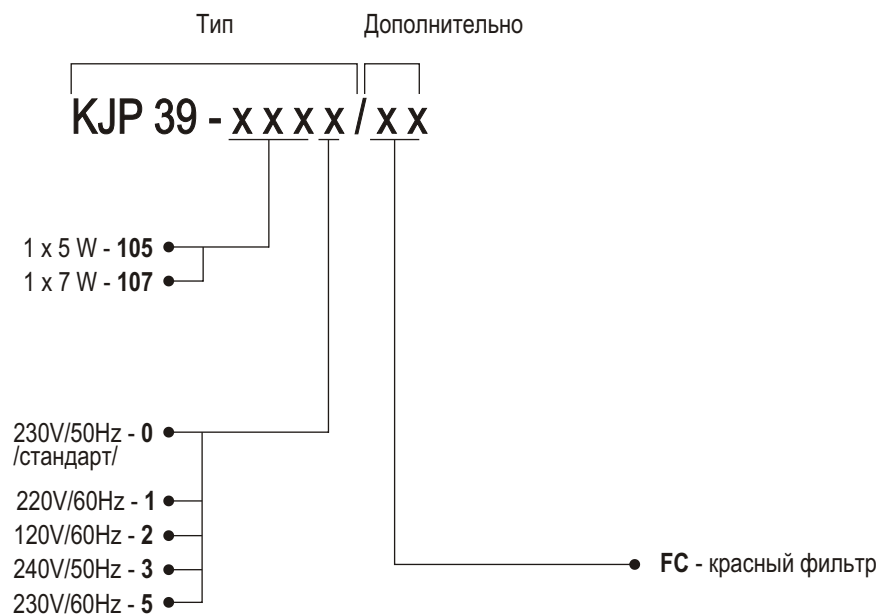 Тип
Дополнительно
KJP 39 - x x x x / x x
1 x 5 W - 105
1 x 7 W - 107
230V/50Hz - 0
/стандарт/
220V/60Hz - 1
120V/60Hz - 2
240V/50Hz - 3
230V/60Hz - 5
FC - красный фильтр